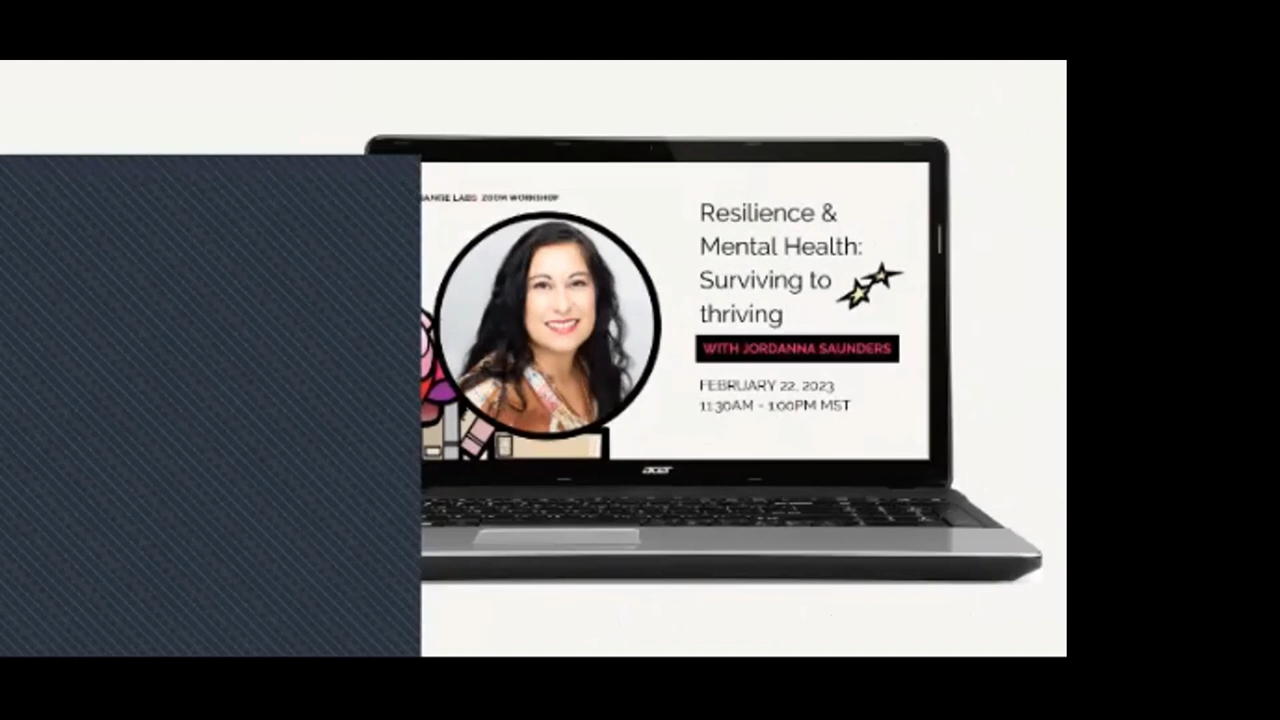 LABS ZOOM WORKSHOP
Resilience &
Mental Health:
Surviving to
thriving
WITH JORDANNA SAUNDERS
FEBRUARY 22, 2023
11:30AM - 1:00PM MST
acer